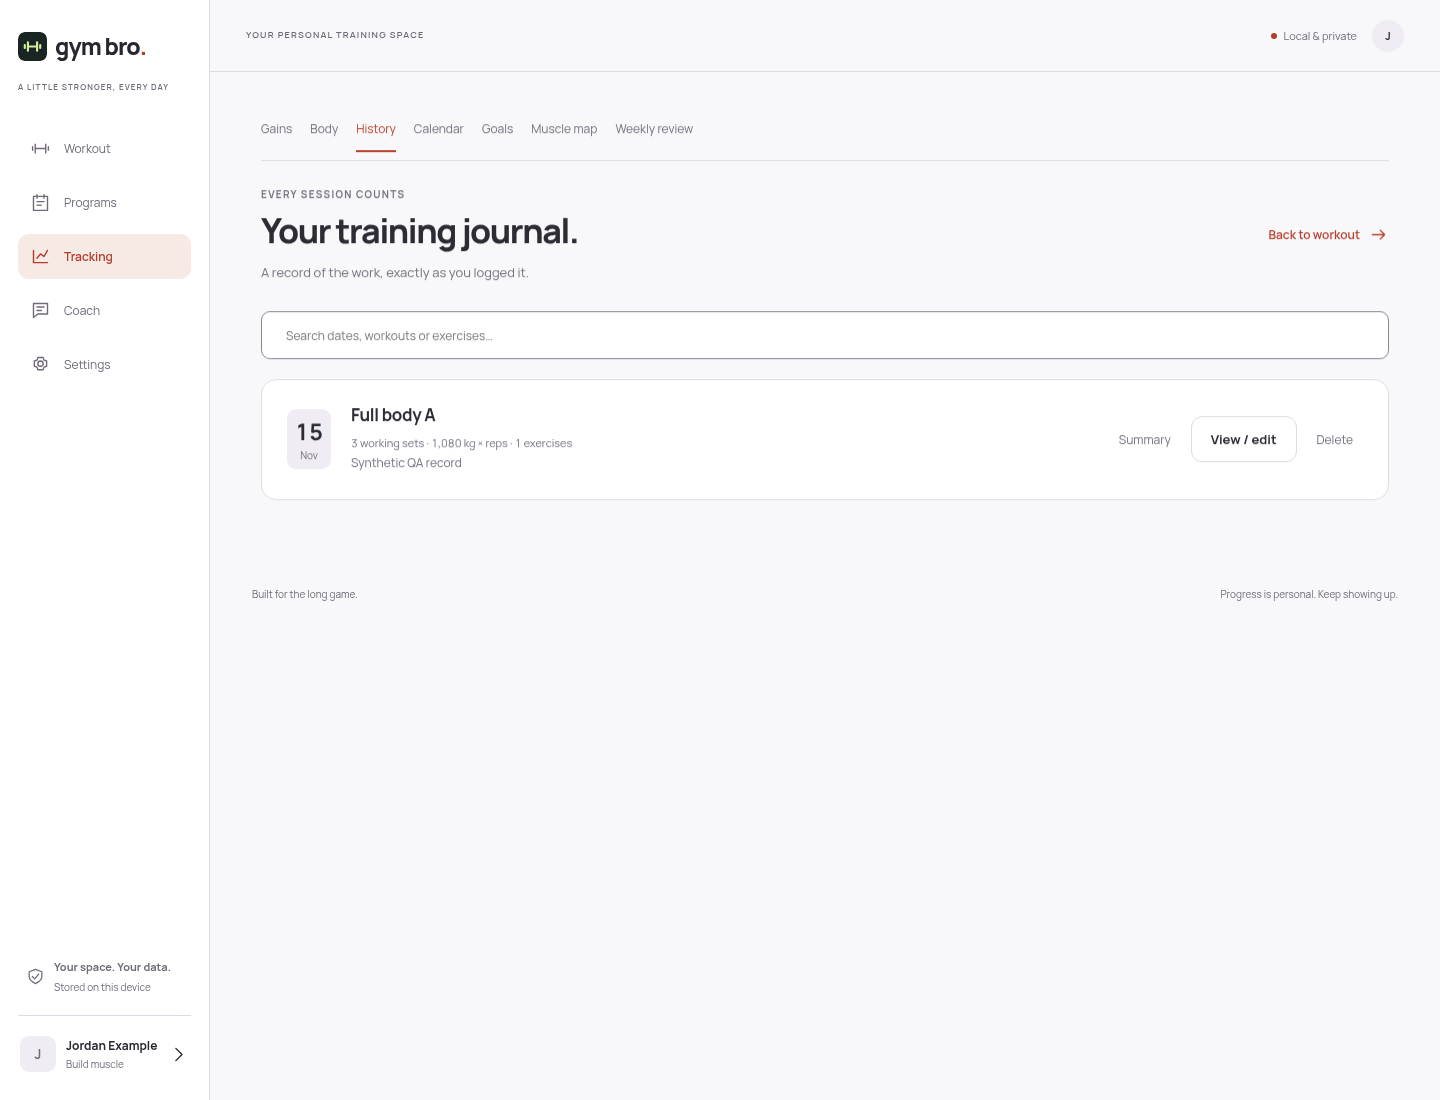 gym bro.
A LITTLE STRONGER, EVERY DAY
Workout
Programs
Tracking
Coach
Settings
Your space. Your data.
Stored on this device
J
Jordan Example
Build muscle
YOUR PERSONAL TRAINING SPACE
Local & private
J
Gains Body History Calendar Goals Muscle map Weekly review
EVERY SESSION COUNTS
Your training journal.
Back to workout
A record of the work, exactly as you logged it.
Search dates, workouts or exercises…
15
Nov
Full body A
3 working sets · 1,080 kg × reps · 1 exercises
Synthetic QA record
Summary
View / edit
Delete
Built for the long game.
Progress is personal. Keep showing up.